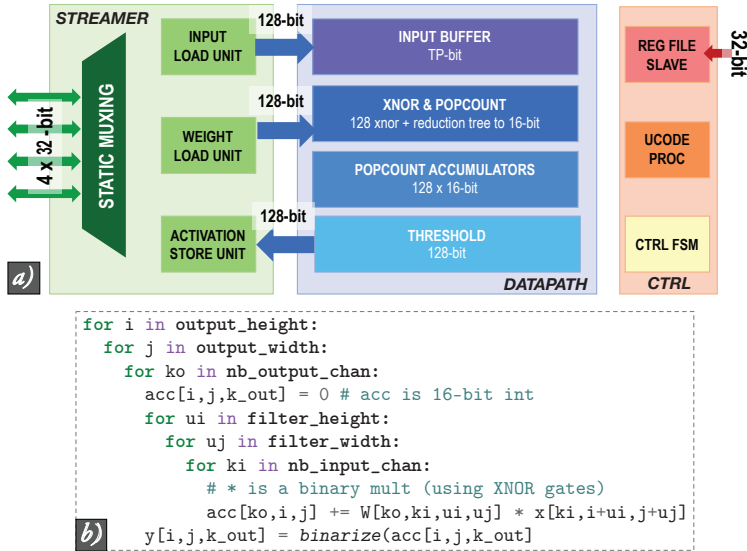 STREAMER
STATIC MUXING
4 x 32 -bit
INPUT
LOAD UNIT
WEIGHT
LOAD UNIT
ACTIVATION
STORE UNIT
128-bit
128-bit
128-bit
INPUT BUFFER
TP-bit
XNOR & POPCOUNT
128 xnor + reduction tree to 16-bit
POPCOUNT ACCUMULATORS
128 x 16-bit
THRESHOLD
128-bit
DATAPATH
REG FILE
SLAVE
UCODE
PROC
CTRL FSM
CTRL
32-bit
a)
for i in output_height:
for j in output_width:
for ko in nb_output_chan:
acc[i,j,k_out] = 0 # acc is 16-bit int
for ui in filter_height:
for uj in filter_width:
for ki in nb_input_chan:
# * is a binary mult (using XNOR gates)
acc[ko,i,j] += W[ko,ki,ui,uj] * x[ki,i+ui,j+uj]
y[i,j,k_out] = binarize(acc[i,j,k_out]
b)